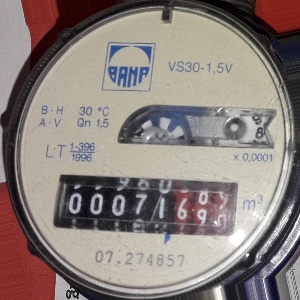 BAMP
VS30-1,5V
B·H 30 °C
A·V Qn 1,5
LT 1-396
1996
x 0,0001
00071 m³
07.274857